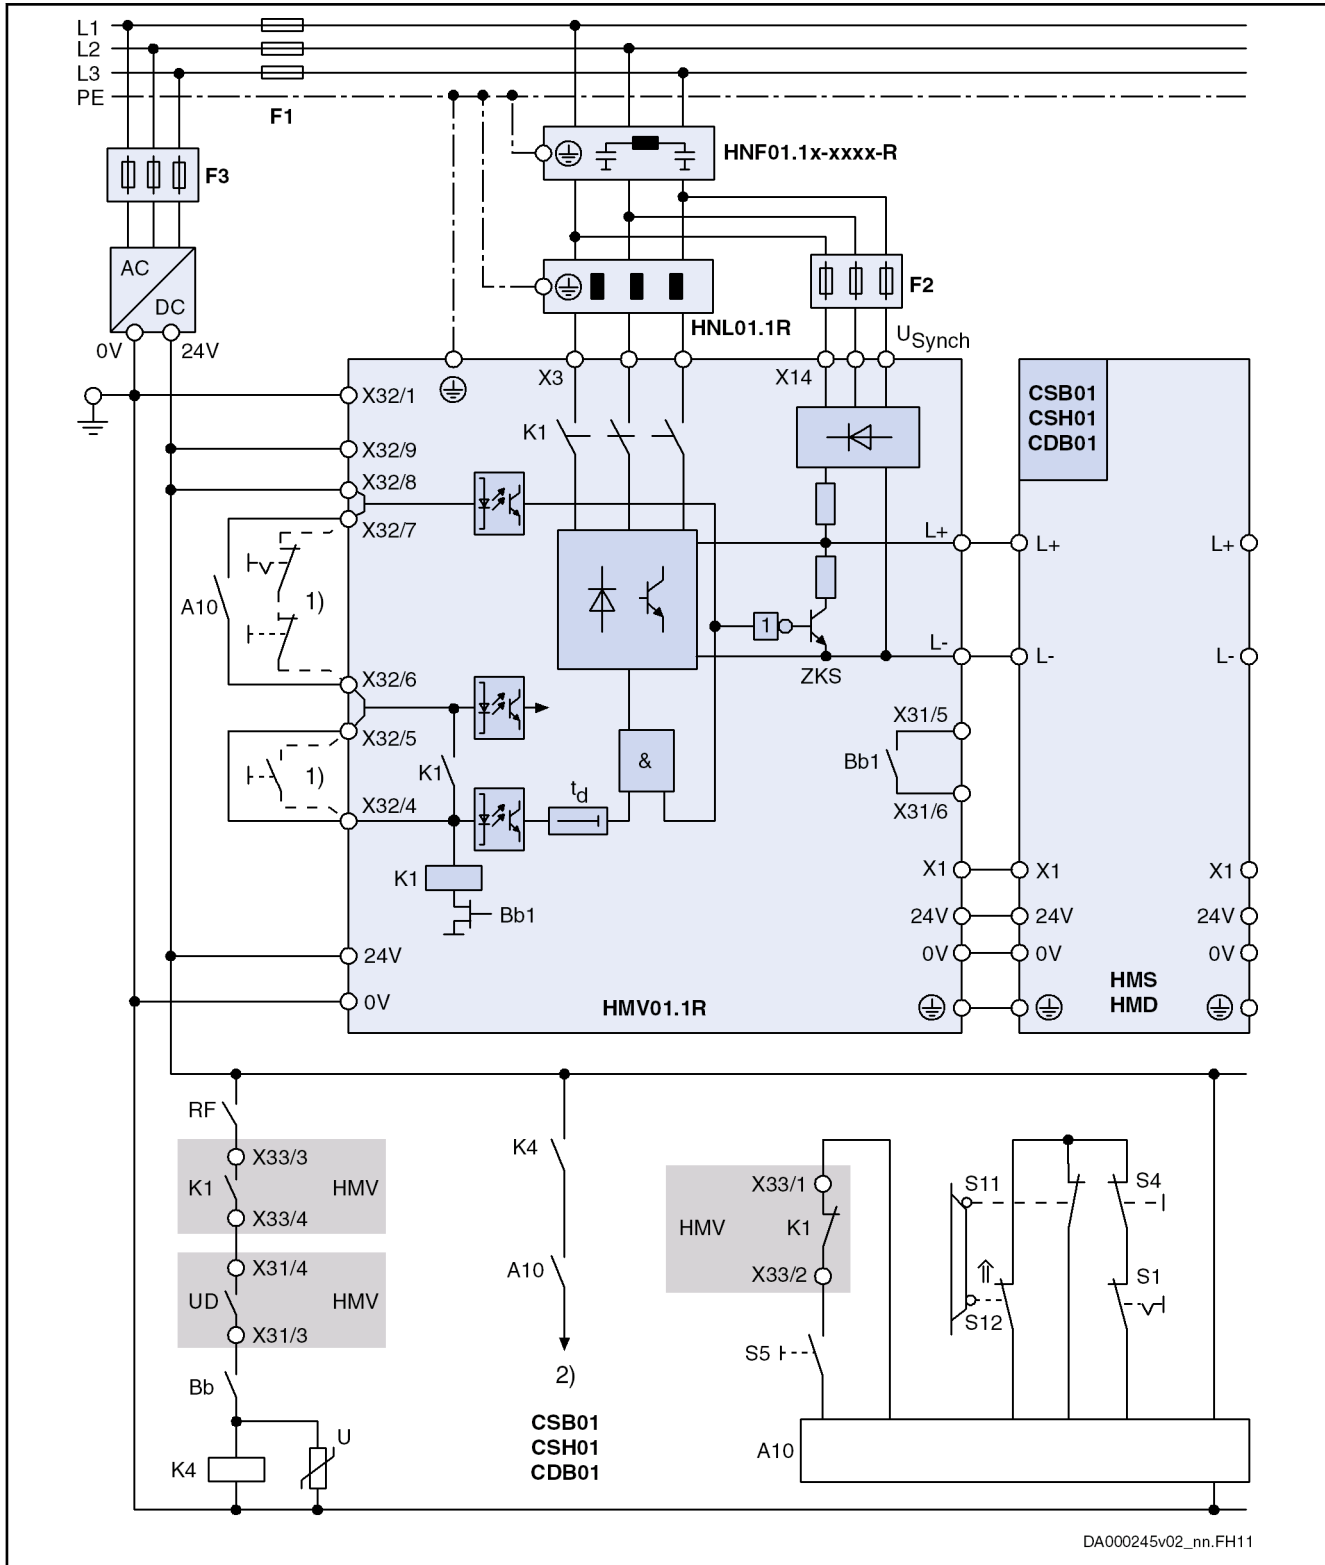 L1
L2
L3
PE
F1
HNF01.1x-xxxx-R
F3
AC
DC
F2
HNL01.1R
0V
24V
USynch
X3
X14
X32/1
CSB01
CSH01
CDB01
K1
X32/9
X32/8
X32/7
L+
L+
L+
A10
1)
1
L-
L-
L-
ZKS
X32/6
X31/5
X32/5
&
Bb1
K1
1)
td
X32/4
X31/6
K1
X1
X1
X1
Bb1
24V
24V
24V
24V
0V
0V
0V
HMS
HMD
0V
HMV01.1R
RF
X33/3
K1
HMV
X33/4
X31/4
UD
HMV
X31/3
Bb
U
K4
K4
A10
2)
CSB01
CSH01
CDB01
X33/1
HMV
K1
X33/2
S5
S11
S4
S1
S12
A10
DA000245v02_nn.FH11